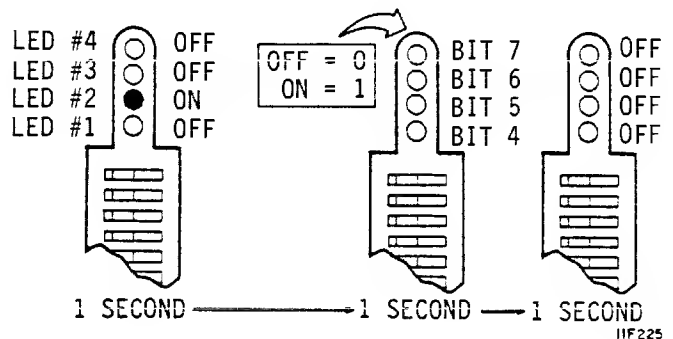 LED #4 OFF
LED #3 OFF
LED #2 ON
LED #1 OFF
OFF = 0
ON = 1
BIT 7 OFF
BIT 6 OFF
BIT 5 OFF
BIT 4 OFF
1 SECOND 1 SECOND 1 SECOND
IIF225